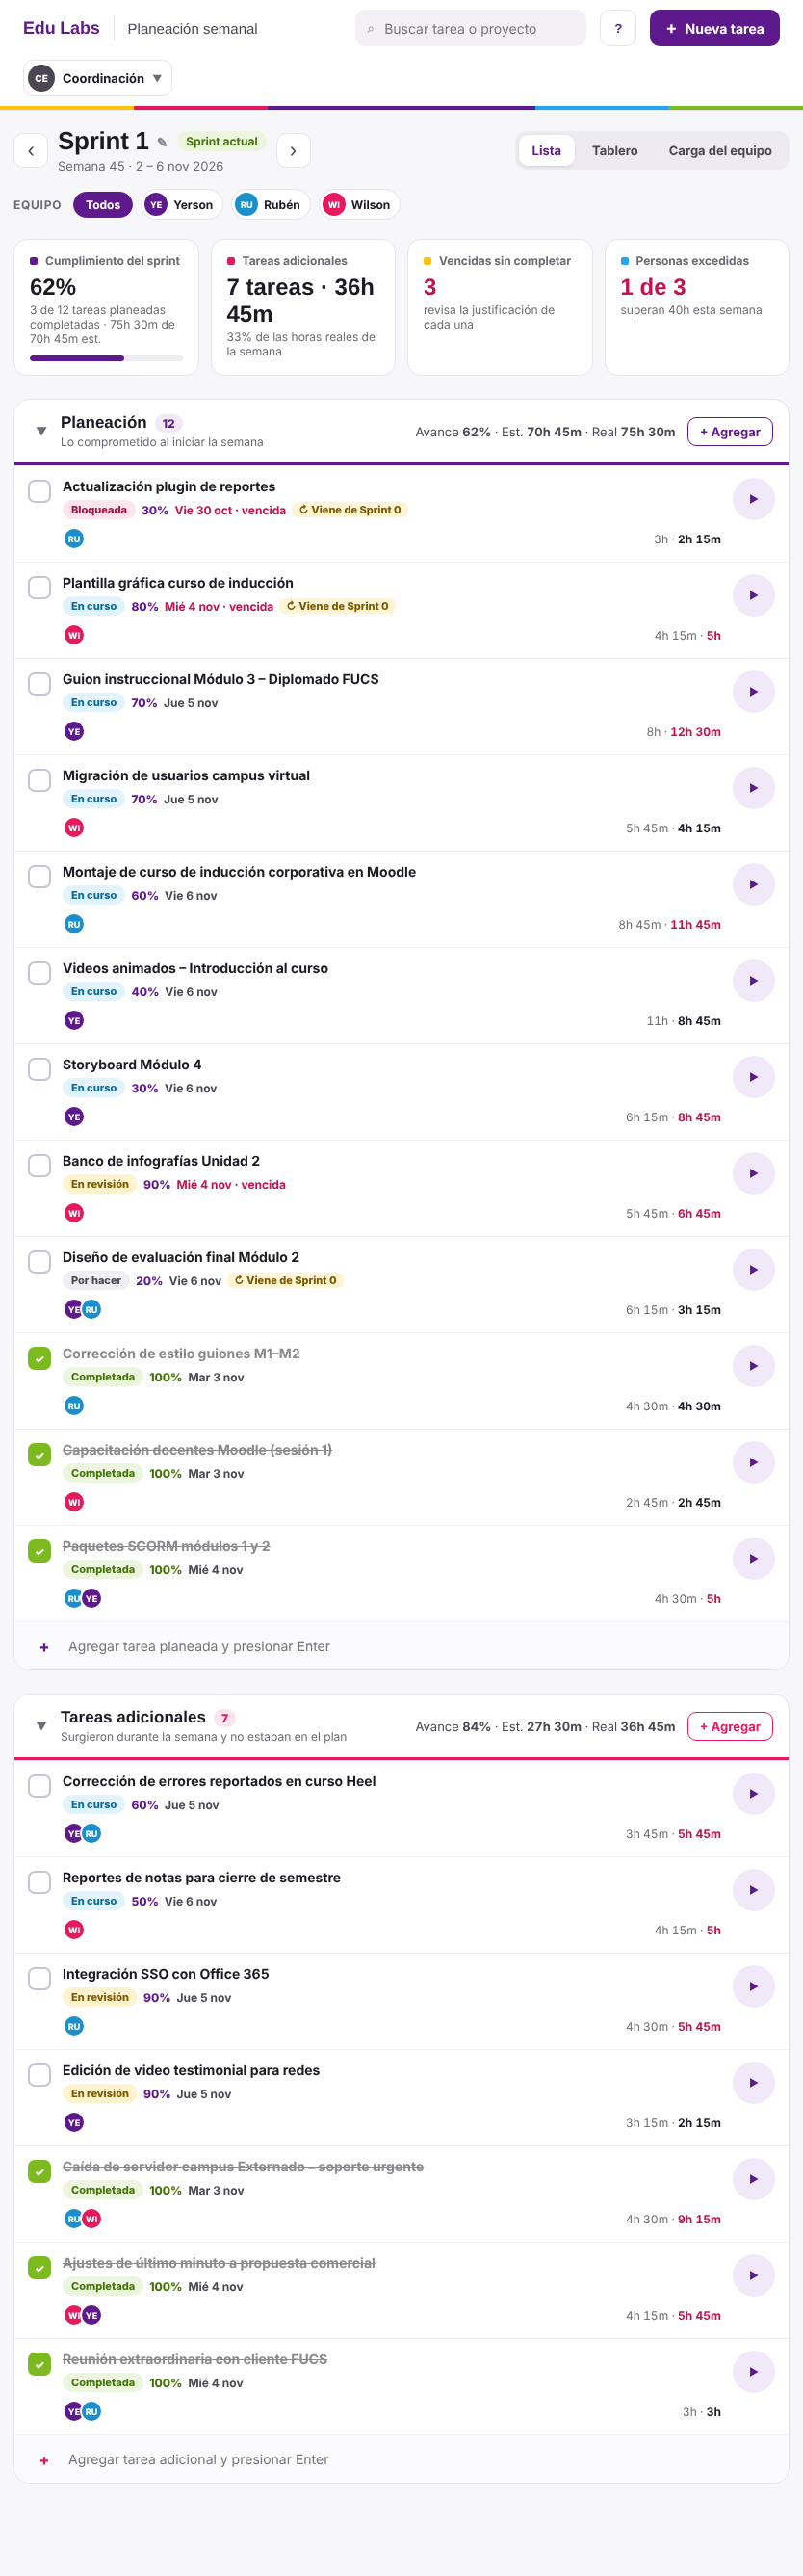 Edu Labs
Planeación semanal
Buscar tarea o proyecto
?
+ Nueva tarea
CE Coordinación ▼
‹
Sprint 1 ✎ Sprint actual
Semana 45 · 2 – 6 nov 2026
›
Lista Tablero Carga del equipo
EQUIPO Todos YE Yerson RU Rubén WI Wilson
Cumplimiento del sprint
62%
3 de 12 tareas planeadas
completadas · 75h 30m de
70h 45m est.
Tareas adicionales
7 tareas · 36h
45m
33% de las horas reales de
la semana
Vencidas sin completar
3
revisa la justificación de
cada una
Personas excedidas
1 de 3
superan 40h esta semana
▼ Planeación 12
Lo comprometido al iniciar la semana
Avance 62% · Est. 70h 45m · Real 75h 30m
+ Agregar
Actualización plugin de reportes
Bloqueada 30% Vie 30 oct · vencida ↻ Viene de Sprint 0
RU 3h · 2h 15m
Plantilla gráfica curso de inducción
En curso 80% Mié 4 nov · vencida ↻ Viene de Sprint 0
WI 4h 15m · 5h
Guion instruccional Módulo 3 – Diplomado FUCS
En curso 70% Jue 5 nov
YE 8h · 12h 30m
Migración de usuarios campus virtual
En curso 70% Jue 5 nov
WI 5h 45m · 4h 15m
Montaje de curso de inducción corporativa en Moodle
En curso 60% Vie 6 nov
RU 8h 45m · 11h 45m
Videos animados – Introducción al curso
En curso 40% Vie 6 nov
YE 11h · 8h 45m
Storyboard Módulo 4
En curso 30% Vie 6 nov
YE 6h 15m · 8h 45m
Banco de infografías Unidad 2
En revisión 90% Mié 4 nov · vencida
WI 5h 45m · 6h 45m
Diseño de evaluación final Módulo 2
Por hacer 20% Vie 6 nov ↻ Viene de Sprint 0
YE RU 6h 15m · 3h 15m
Corrección de estilo guiones M1–M2
Completada 100% Mar 3 nov
RU 4h 30m · 4h 30m
Capacitación docentes Moodle (sesión 1)
Completada 100% Mar 3 nov
WI 2h 45m · 2h 45m
Paquetes SCORM módulos 1 y 2
Completada 100% Mié 4 nov
RU YE 4h 30m · 5h
+ Agregar tarea planeada y presionar Enter
▼ Tareas adicionales 7
Surgieron durante la semana y no estaban en el plan
Avance 84% · Est. 27h 30m · Real 36h 45m
+ Agregar
Corrección de errores reportados en curso Heel
En curso 60% Jue 5 nov
YE RU 3h 45m · 5h 45m
Reportes de notas para cierre de semestre
En curso 50% Vie 6 nov
WI 4h 15m · 5h
Integración SSO con Office 365
En revisión 90% Jue 5 nov
RU 4h 30m · 5h 45m
Edición de video testimonial para redes
En revisión 90% Jue 5 nov
YE 3h 15m · 2h 15m
Caída de servidor campus Externado – soporte urgente
Completada 100% Mar 3 nov
RU WI 4h 30m · 9h 15m
Ajustes de último minuto a propuesta comercial
Completada 100% Mié 4 nov
WI YE 4h 15m · 5h 45m
Reunión extraordinaria con cliente FUCS
Completada 100% Mié 4 nov
YE RU 3h · 3h
+ Agregar tarea adicional y presionar Enter